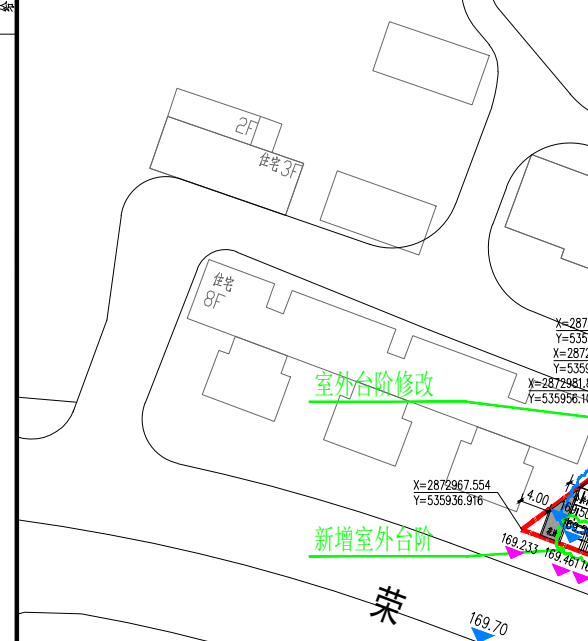 2F
住宅3F
住宅
8F
X=287
Y=535
X=2872
Y=5359
X=2872981.
Y=535956.10
室外台阶修改
X=2872967.554
Y=535936.916
4.00
新增室外台阶
169.233
169.461
荣
169.70